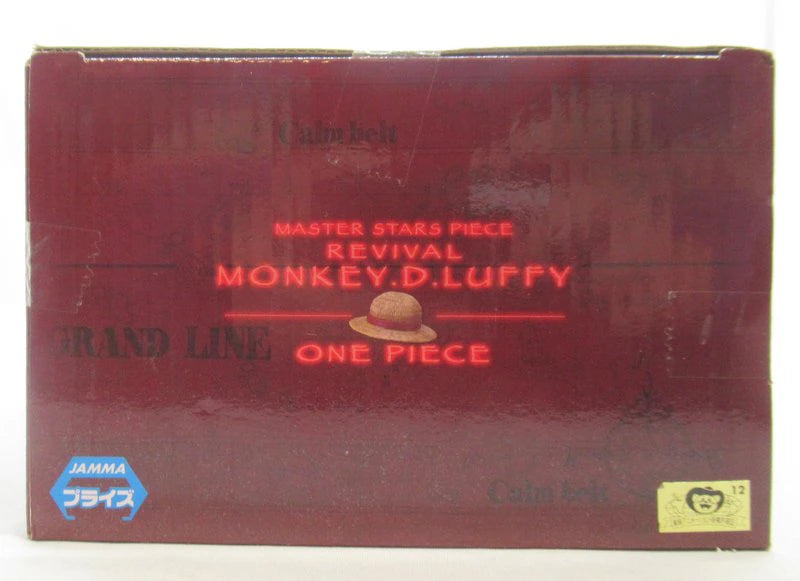 Calm belt
MASTER STARS PIECE
REVIVAL
MONKEY.D.LUFFY
GRAND LINE
ONE PIECE
JAMMA
プライズ
Calm belt
12